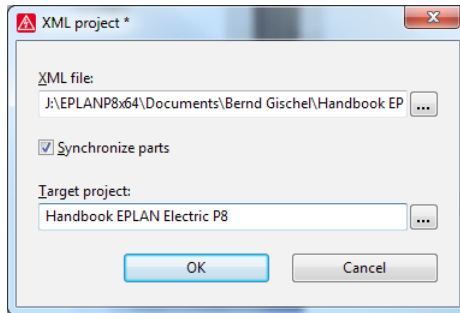 XML project *
XML file:
J:\EPLANP8x64\Documents\Bernd Gischel\Handbook EP
...
Synchronize parts
Target project:
Handbook EPLAN Electric P8
...
OK
Cancel